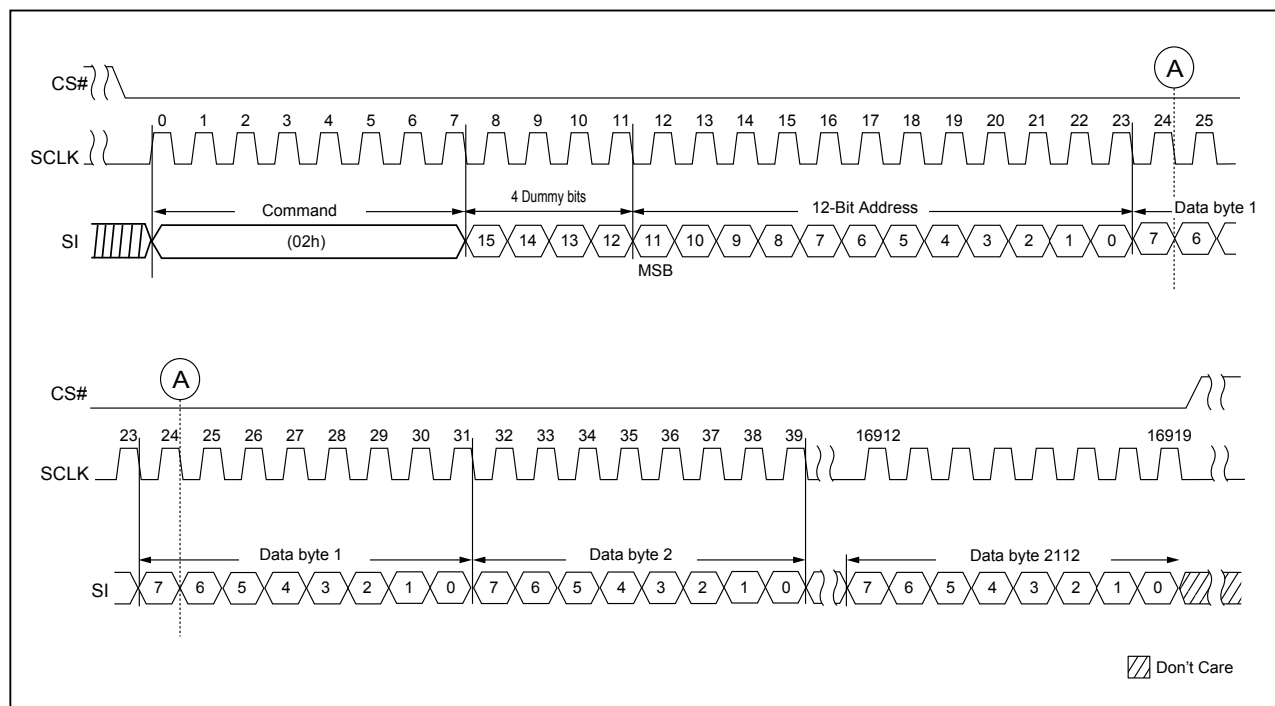 A
CS#
0 1 2 3 4 5 6 7 8 9 10 11 12 13 14 15 16 17 18 19 20 21 22 23 24 25
SCLK
Command 4 Dummy bits 12-Bit Address Data byte 1
SI (02h) 15 14 13 12 11 10 9 8 7 6 5 4 3 2 1 0 7 6
MSB
A
CS#
23 24 25 26 27 28 29 30 31 32 33 34 35 36 37 38 39 16912 16919
SCLK
Data byte 1 Data byte 2 Data byte 2112
SI 7 6 5 4 3 2 1 0 7 6 5 4 3 2 1 0 7 6 5 4 3 2 1 0
Don't Care